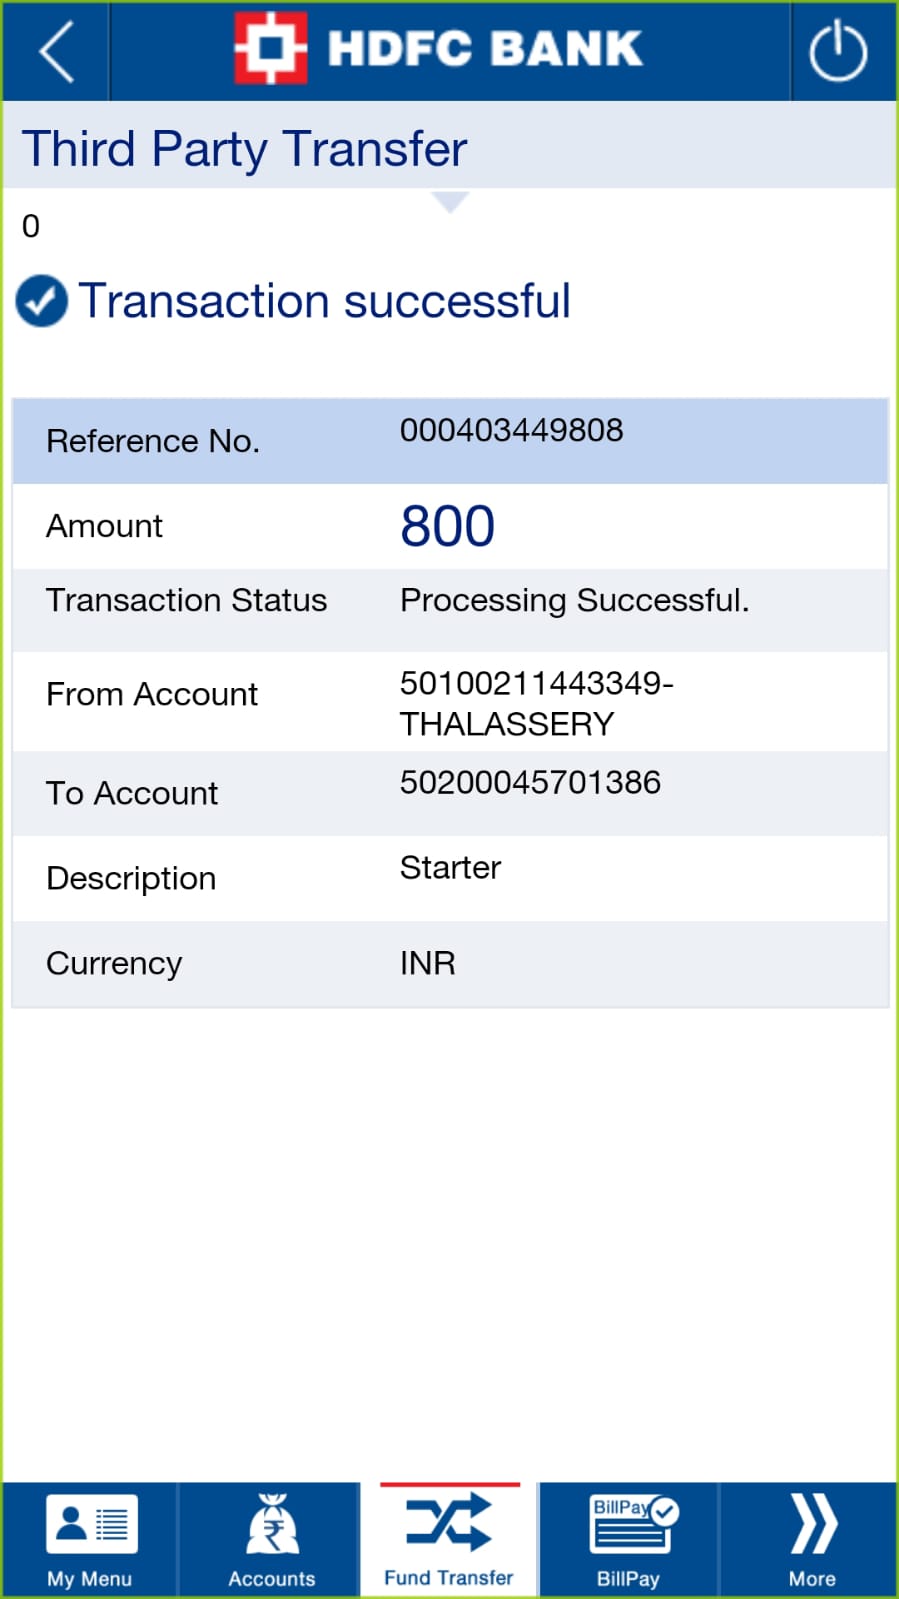 HDFC BANK
Third Party Transfer
0
Transaction successful
Reference No. 000403449808
Amount 800
Transaction Status Processing Successful.
From Account 50100211443349-
THALASSERY
To Account 50200045701386
Description Starter
Currency INR
BillPay
My Menu Accounts Fund Transfer BillPay More